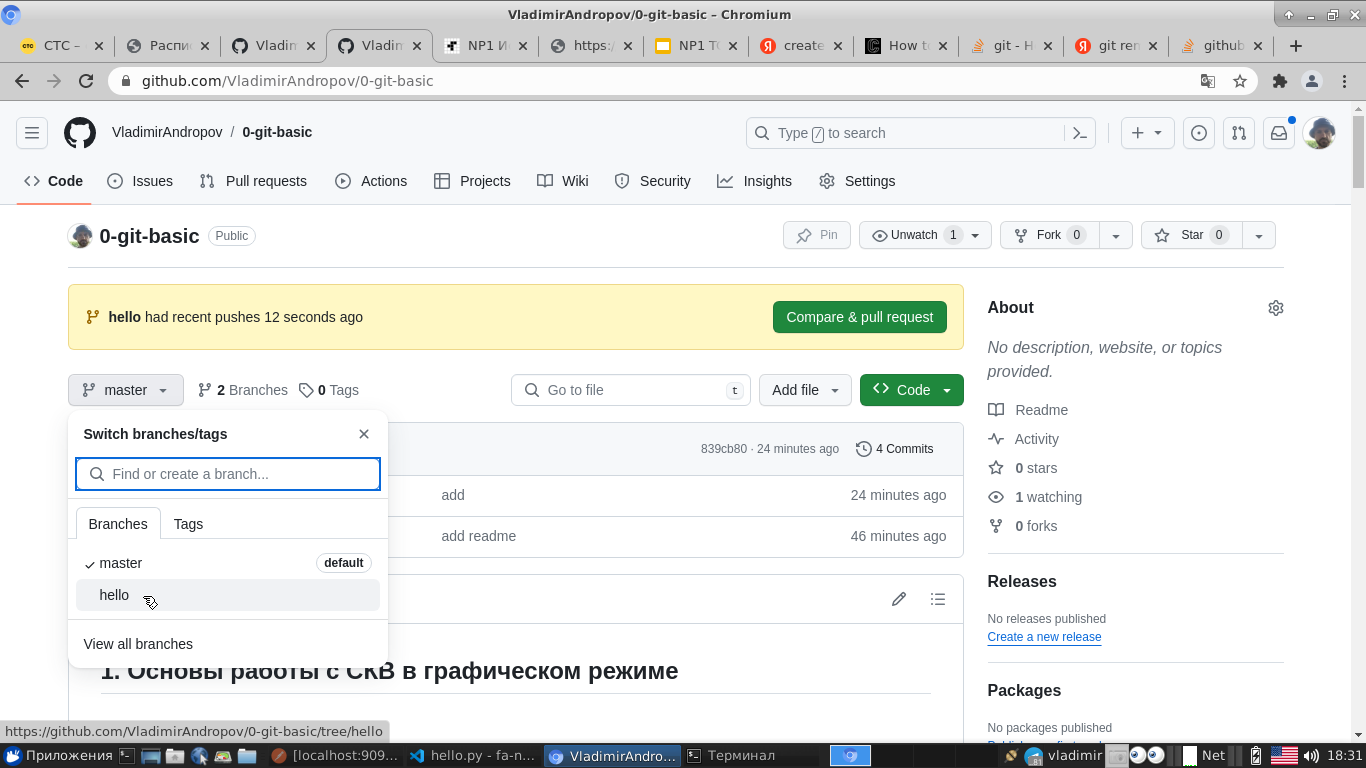 VladimirAndropov/0-git-basic – Chromium
СТС – Распи Vladim Vladim NP1 И https:/ NP1 Т create How to git - H git ren github
github.com/VladimirAndropov/0-git-basic
VladimirAndropov / 0-git-basic Type / to search
Code Issues Pull requests Actions Projects Wiki Security Insights Settings
0-git-basic Public Pin Unwatch 1 Fork 0 Star 0
hello had recent pushes 12 seconds ago Compare & pull request
master 2 Branches 0 Tags Go to file t Add file Code
Switch branches/tags
Find or create a branch...
Branches Tags
master default
hello
View all branches
839cb80 · 24 minutes ago 4 Commits
add 24 minutes ago
add readme 46 minutes ago
1. Основы работы с СКВ в графическом режиме
About
No description, website, or topics
provided.
Readme
Activity
0 stars
1 watching
0 forks
Releases
No releases published
Create a new release
Packages
No packages published
https://github.com/VladimirAndropov/0-git-basic/tree/hello
Приложения [localhost:909... hello.py - fa-n... VladimirAndro... Терминал 81 vladimir Net 18:31